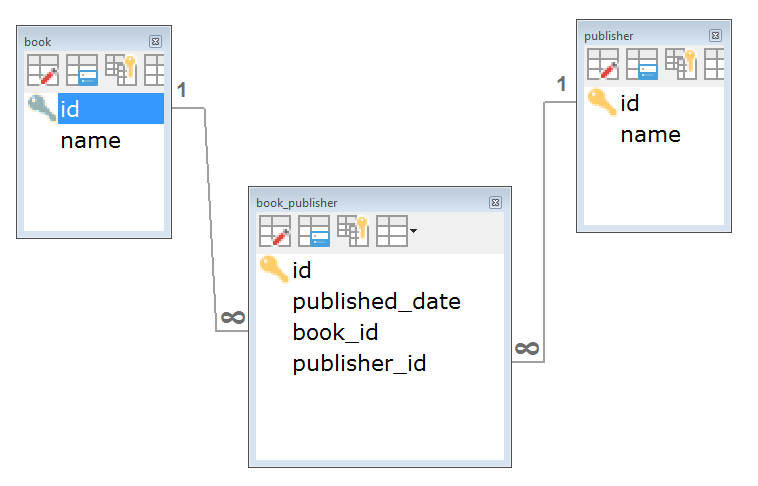 book
id
name
1
publisher
id
name
1
book_publisher
id
published_date
book_id
publisher_id
∞
∞